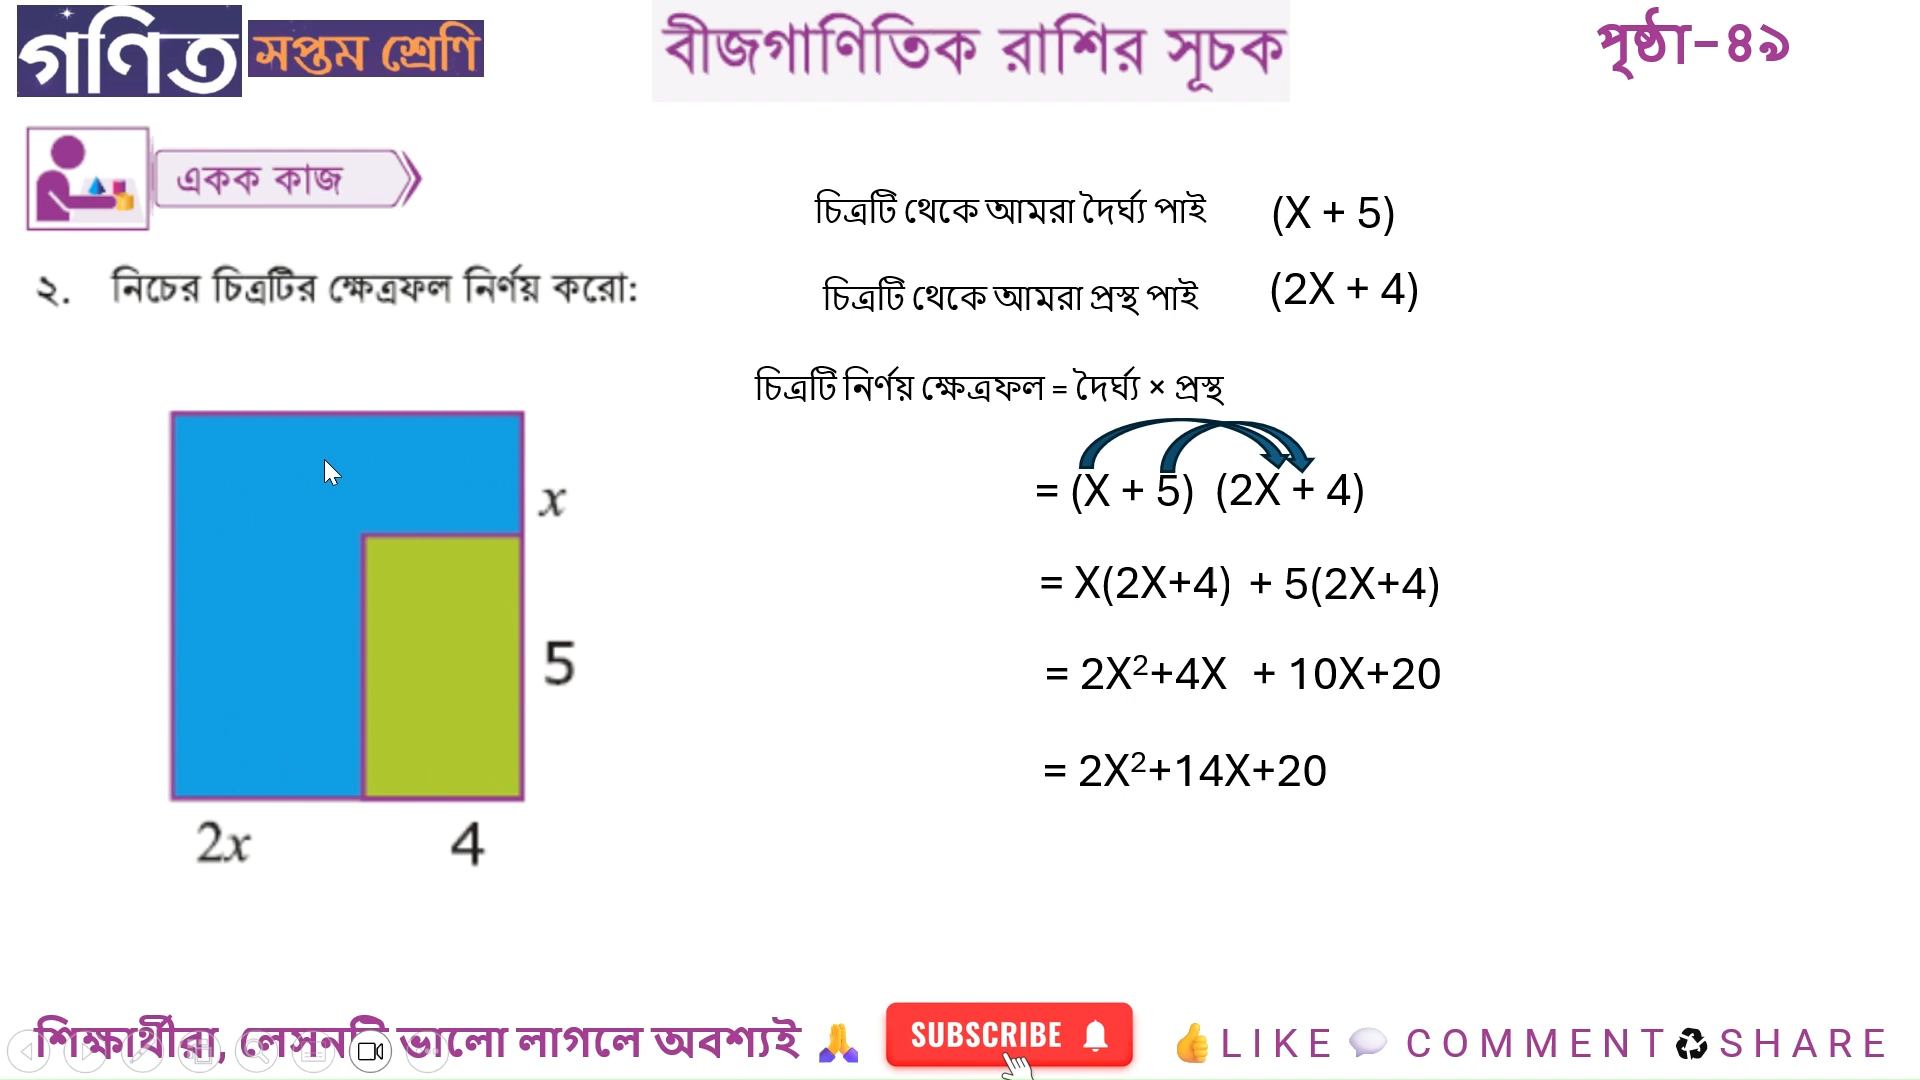 গণিত সপ্তম শ্রেণি
বীজগাণিতিক রাশির সূচক
পৃষ্ঠা-৪৯
একক কাজ
২. নিচের চিত্রটির ক্ষেত্রফল নির্ণয় করো:
চিত্রটি থেকে আমরা দৈর্ঘ্য পাই (X + 5)
চিত্রটি থেকে আমরা প্রস্থ পাই (2X + 4)
চিত্রটি নির্ণয় ক্ষেত্রফল = দৈর্ঘ্য × প্রস্থ
= (X + 5) (2X + 4)
= X(2X+4) + 5(2X+4)
= 2X²+4X + 10X+20
= 2X²+14X+20
x
5
2x 4
শিক্ষার্থীরা, লেসনটি ভালো লাগলে অবশ্যই 🙏 SUBSCRIBE 👍 LIKE 💬 COMMENT ♻ SHARE